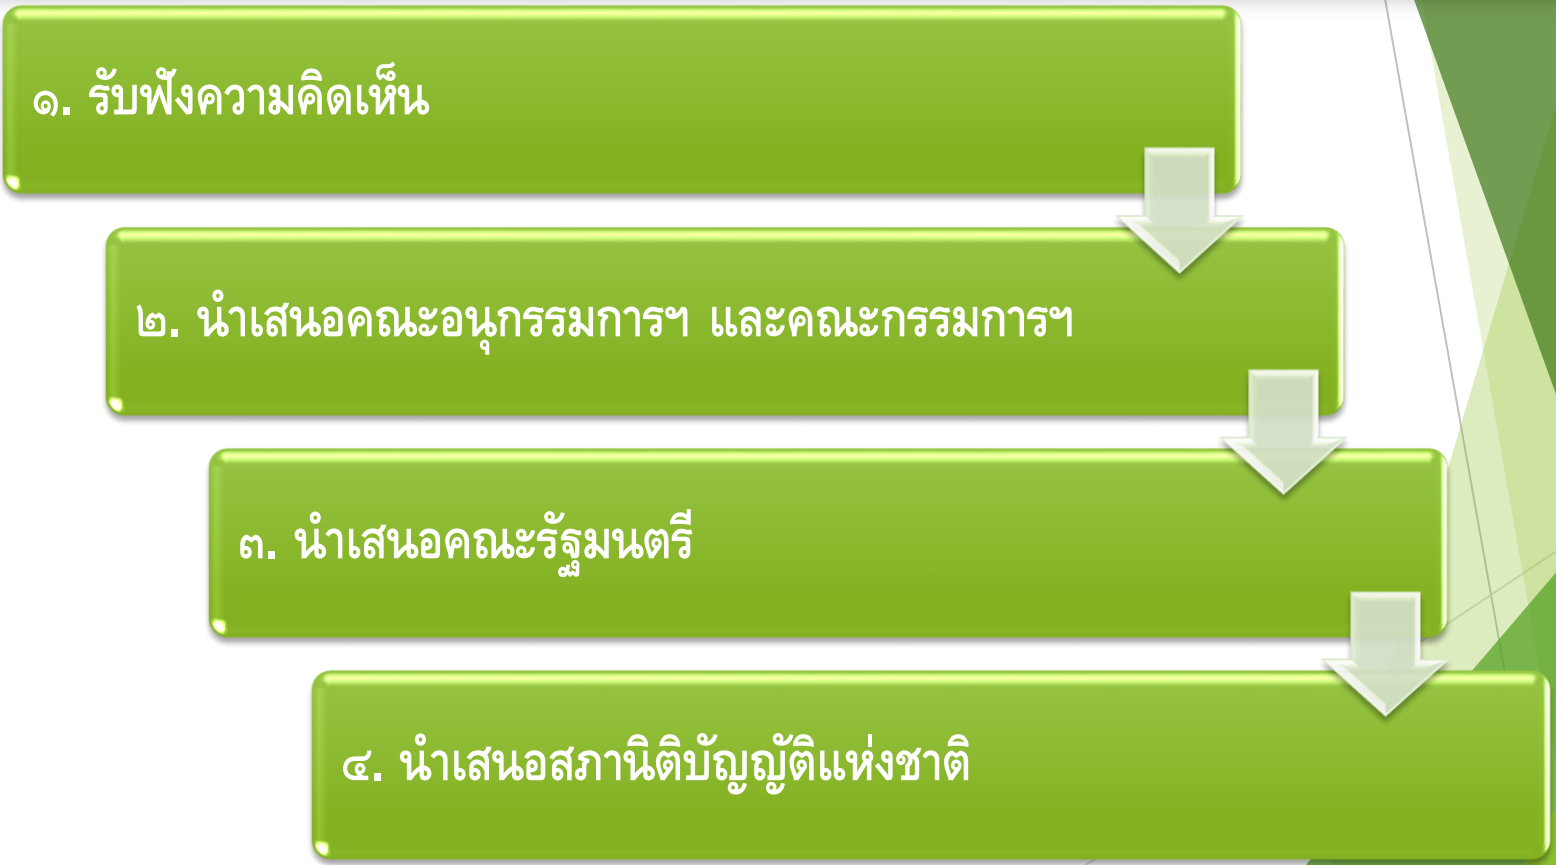 ๑. รับฟังความคิดเห็น
๒. นำเสนอคณะอนุกรรมการฯ และคณะกรรมการฯ
๓. นำเสนอคณะรัฐมนตรี
๔. นำเสนอสภานิติบัญญัติแห่งชาติ